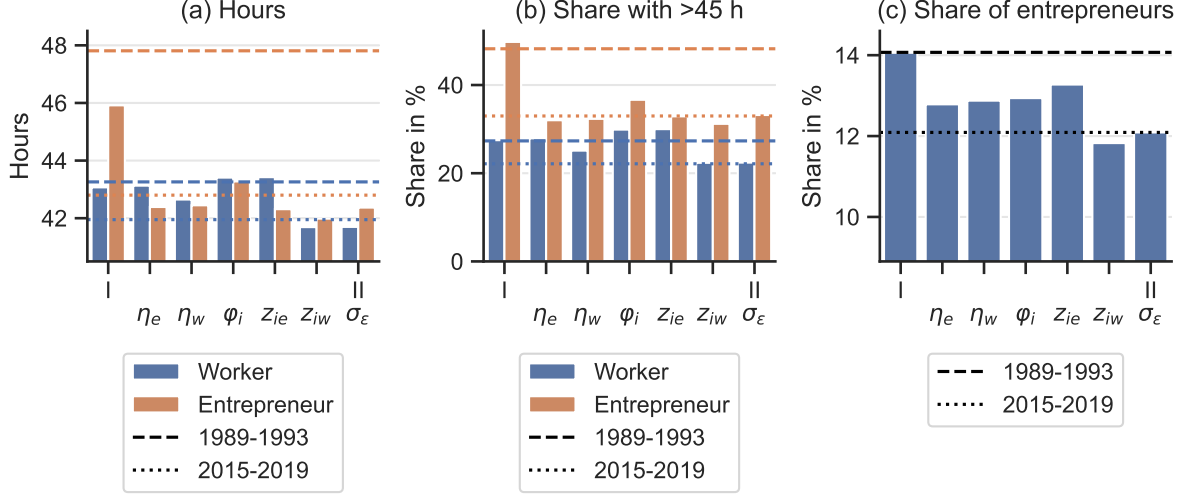 (a) Hours
(b) Share with >45 h
(c) Share of entrepreneurs
Hours
48
46
44
42
I
η_e
η_w
φ_i
z_ie
z_iw
II
σ_ε
Share in %
40
20
0
I
η_e
η_w
φ_i
z_ie
z_iw
II
σ_ε
Share in %
14
12
10
I
η_e
η_w
φ_i
z_ie
z_iw
II
σ_ε
Worker
Entrepreneur
1989-1993
2015-2019
Worker
Entrepreneur
1989-1993
2015-2019
1989-1993
2015-2019